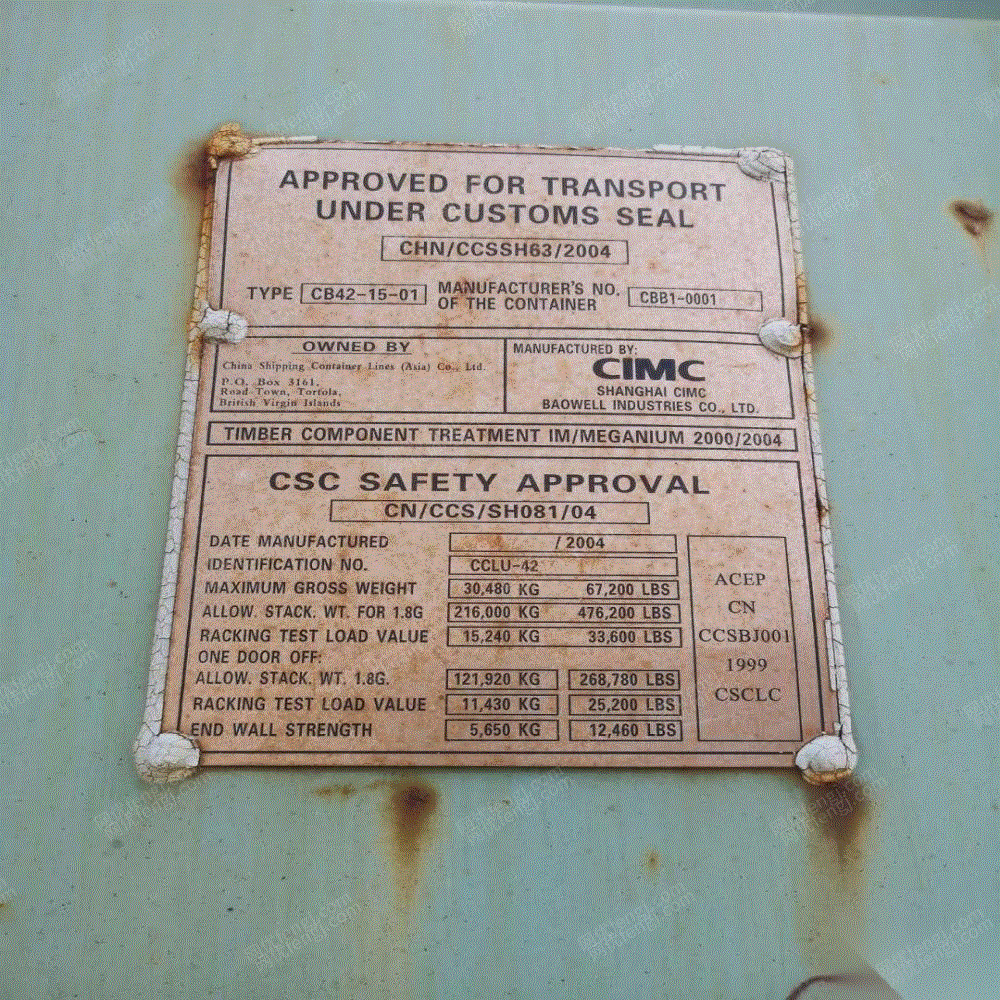 APPROVED FOR TRANSPORT
UNDER CUSTOMS SEAL
CHN/CCSSH63/2004
TYPE CB42-15-01 MANUFACTURER'S NO. OF THE CONTAINER CBB1-0001
OWNED BY
China Shipping Container Lines (Asia) Co., Ltd.
P.O. Box 3161,
Road Town, Tortola,
British Virgin Islands
MANUFACTURED BY:
CIMC
SHANGHAI CIMC
BAOWELL INDUSTRIES CO., LTD.
TIMBER COMPONENT TREATMENT IM/MEGANIUM 2000/2004
CSC SAFETY APPROVAL
CN/CCS/SH081/04
DATE MANUFACTURED / 2004
IDENTIFICATION NO. CCLU-42
MAXIMUM GROSS WEIGHT 30,480 KG 67,200 LBS
ALLOW. STACK. WT. FOR 1.8G 216,000 KG 476,200 LBS
RACKING TEST LOAD VALUE 15,240 KG 33,600 LBS
ONE DOOR OFF:
ALLOW. STACK. WT. 1.8G. 121,920 KG 268,780 LBS
RACKING TEST LOAD VALUE 11,430 KG 25,200 LBS
END WALL STRENGTH 5,650 KG 12,460 LBS
ACEP
CN
CCSBJ001
1999
CSCLC